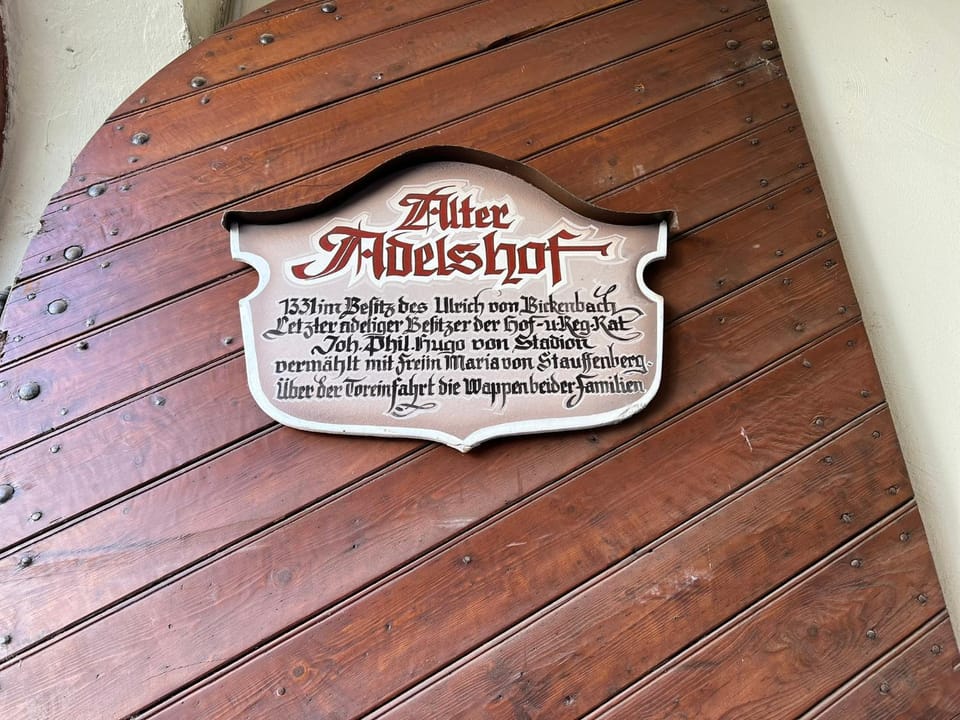 Alter
Adelshof
1331 im Besitz des Ulrich von Bickenbach
Letzter adeliger Besitzer der Hof-u.Reg.Rat
Joh. Phil. Hugo von Stadion
vermählt mit Freiin Maria von Stauffenberg.
Über der Toreinfahrt die Wappen beider Familien.